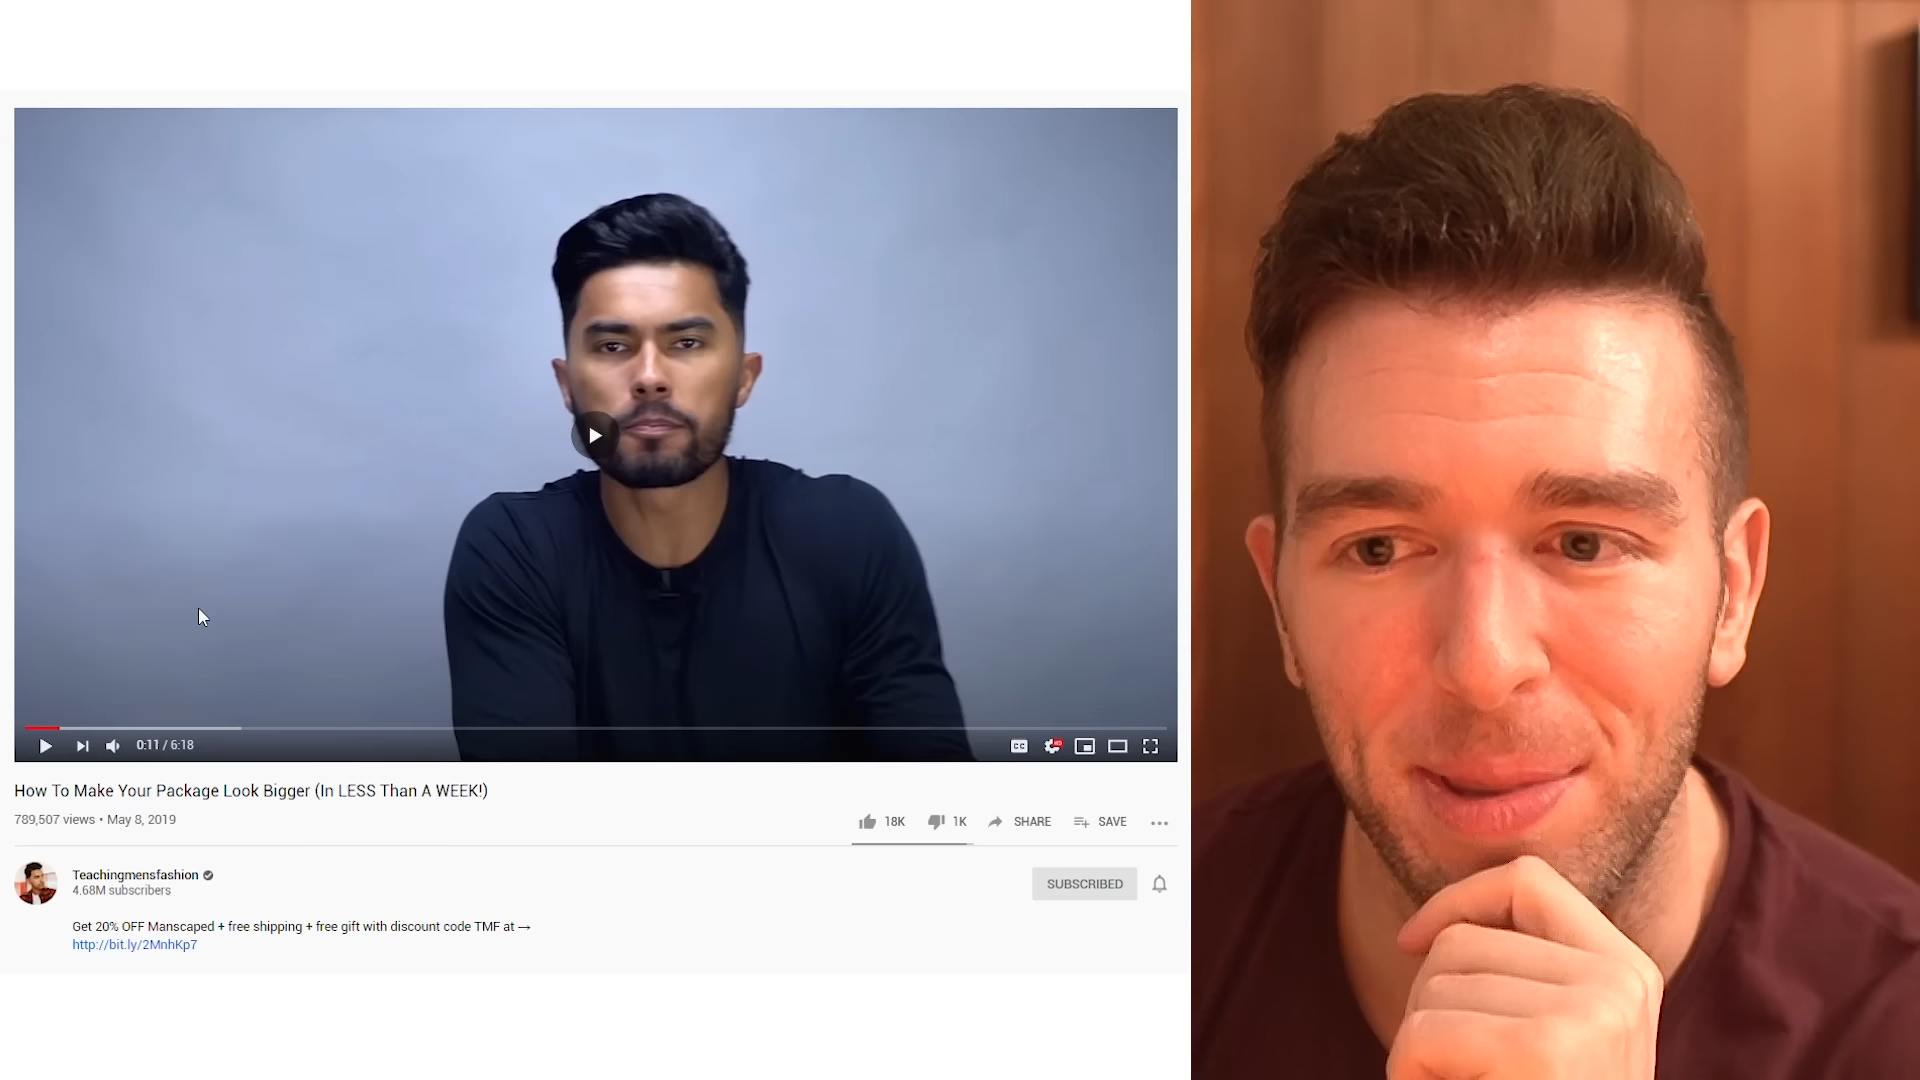 0:11 / 6:18
CC
HD
How To Make Your Package Look Bigger (In LESS Than A WEEK!)
789,507 views • May 8, 2019
18K 1K SHARE SAVE
Teachingmensfashion
4.68M subscribers
SUBSCRIBED
Get 20% OFF Manscaped + free shipping + free gift with discount code TMF at →
http://bit.ly/2MnhKp7